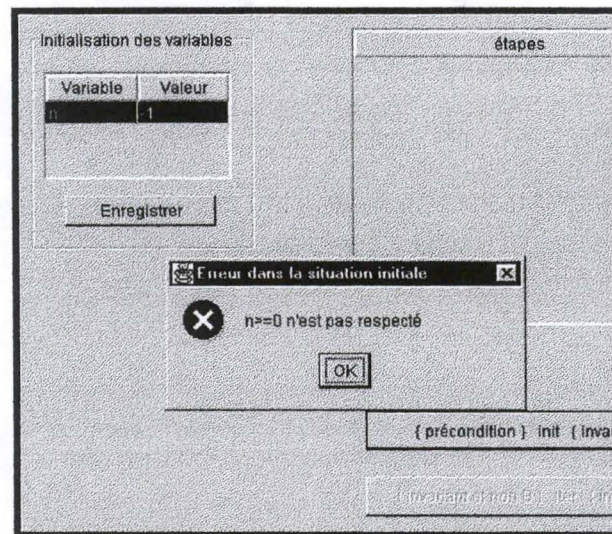 Initialisation des variables
étapes
Variable Valeur
n -1
Enregistrer
Erreur dans la situation initiale
n>=0 n'est pas respecté
OK
{ précondition } init { inva